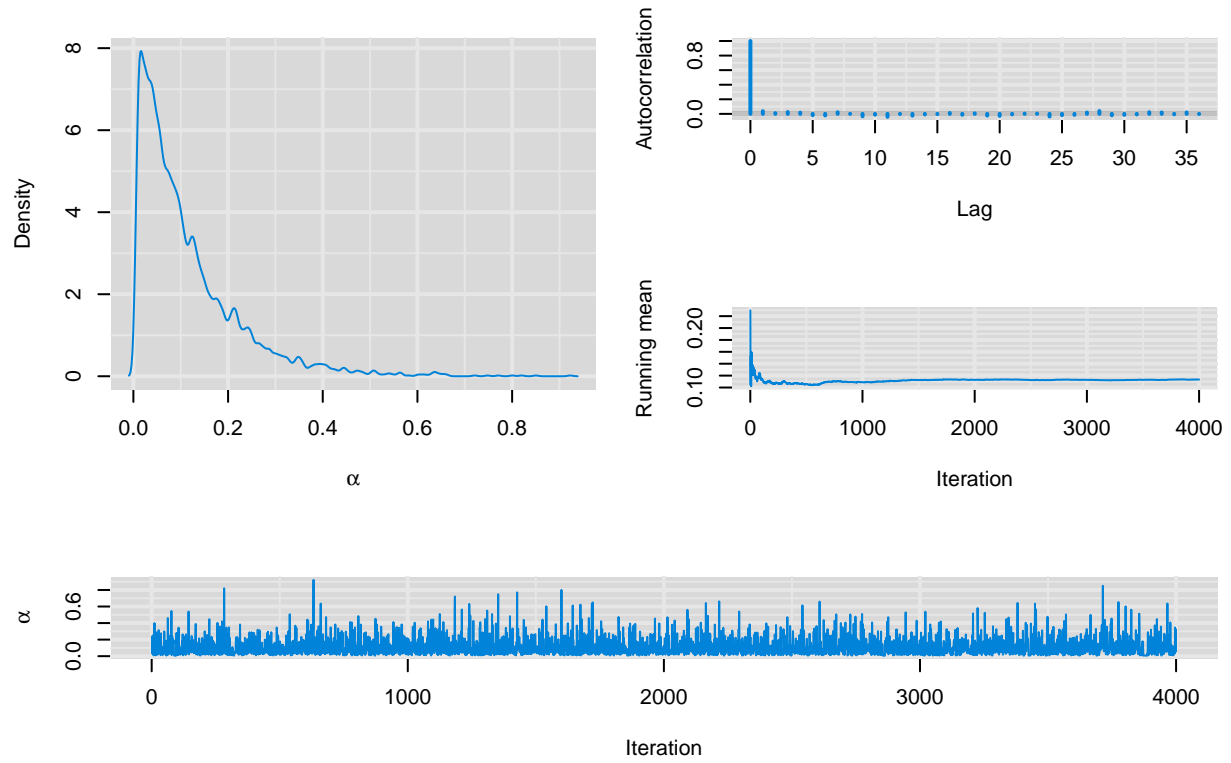 Density
8
6
4
2
0
0.0 0.2 0.4 0.6 0.8
α
Autocorrelation
0.8
0.0
0 5 10 15 20 25 30 35
Lag
Running mean
0.20
0.10
0 1000 2000 3000 4000
Iteration
α
0.6
0.0
0 1000 2000 3000 4000
Iteration